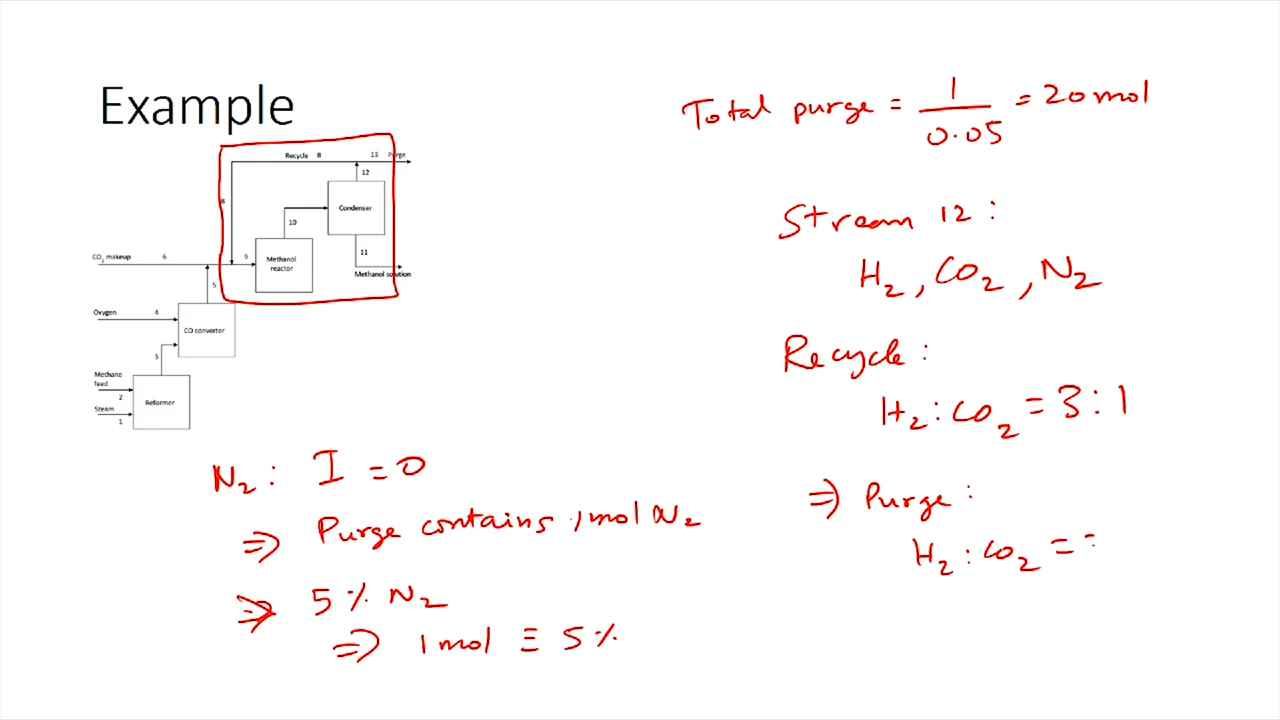 Example
Recycle 8
13 Purge
12
8
Condenser
10
11
Methanol solution
CO2 makeup 6
9
Methanol
reactor
5
Oxygen 4
CO converter
3
Methane
feed
2
Reformer
Steam
1
N2 : I = 0
⇒ Purge contains 1 mol N2
⇒ 5 % N2
⇒ 1 mol ≡ 5 %
Total purge = 1/0.05 = 20 mol
Stream 12 :
H2 , CO2 , N2
Recycle :
H2 : CO2 = 3 : 1
⇒ Purge :
H2 : CO2 =